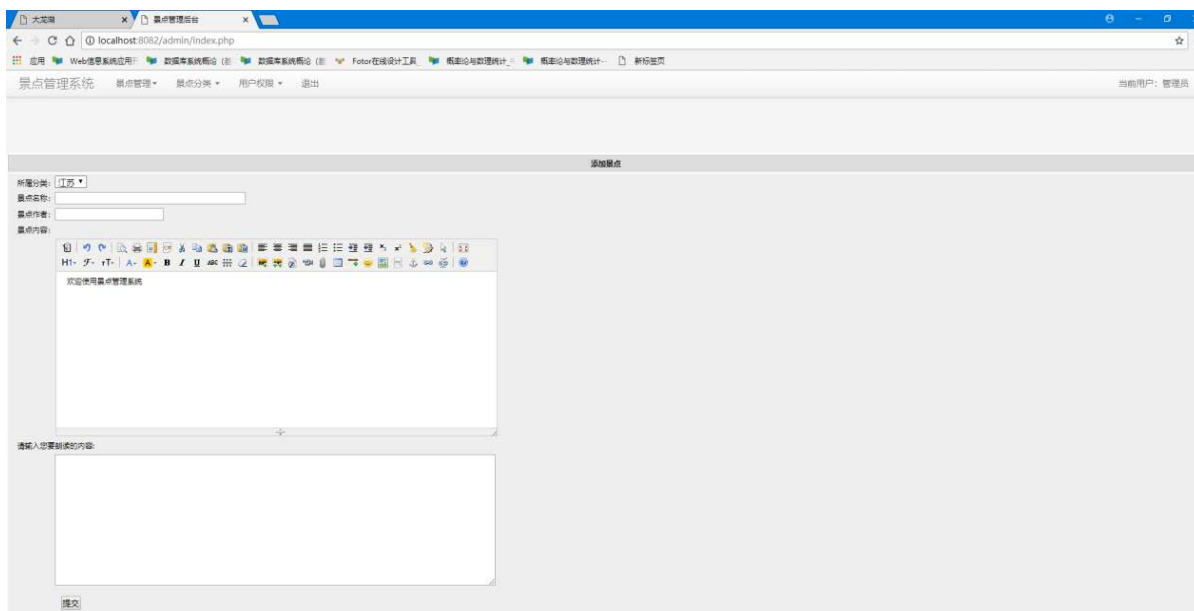 大龙湖 景点管理后台
localhost:8082/admin/index.php
应用 Web信息系统应用 数据库系统概论 (王 数据库系统概论 (王 Fotor在线设计工具_ 概率论与数理统计_ 概率论与数理统计— 新标签页
景点管理系统 景点管理 景点分类 用户权限 退出 当前用户：管理员
添加景点
所属分类: 江苏
景点名称:
景点作者:
景点内容:
H1 F T A A B I U ABC
欢迎使用景点管理系统
请输入您要朗读的内容:
提交